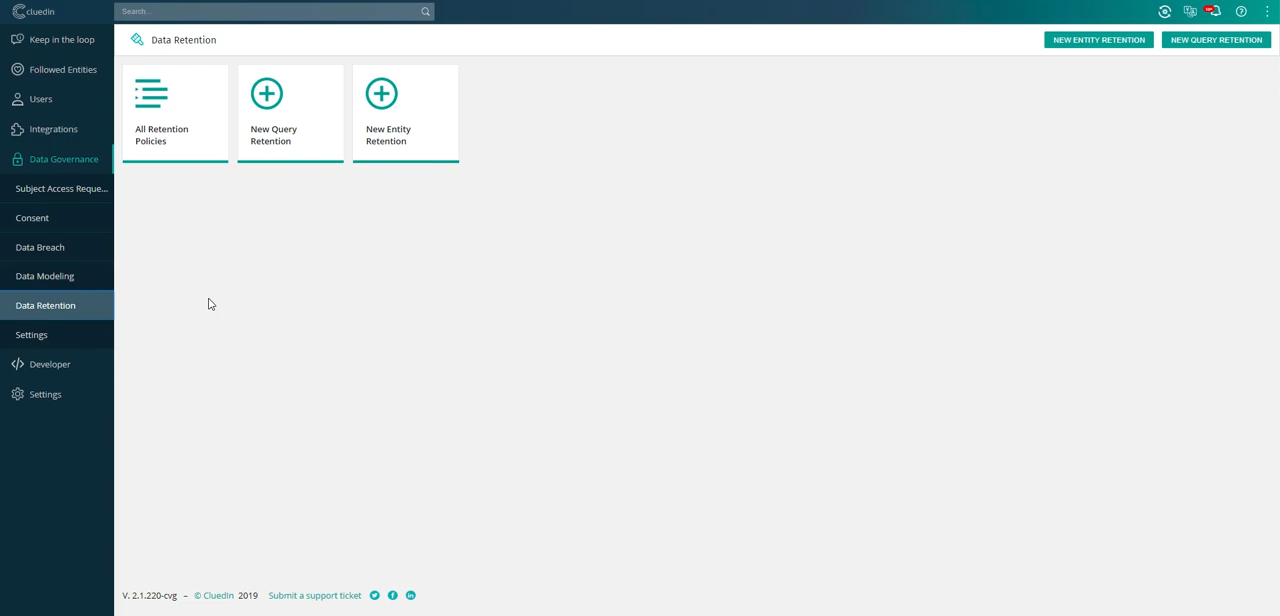 cluedin
Search...
Keep in the loop
Followed Entities
Users
Integrations
Data Governance
Subject Access Reque...
Consent
Data Breach
Data Modeling
Data Retention
Settings
Developer
Settings
Data Retention
NEW ENTITY RETENTION
NEW QUERY RETENTION
All Retention
Policies
New Query
Retention
New Entity
Retention
V. 2.1.220-cvg – © CluedIn 2019 Submit a support ticket